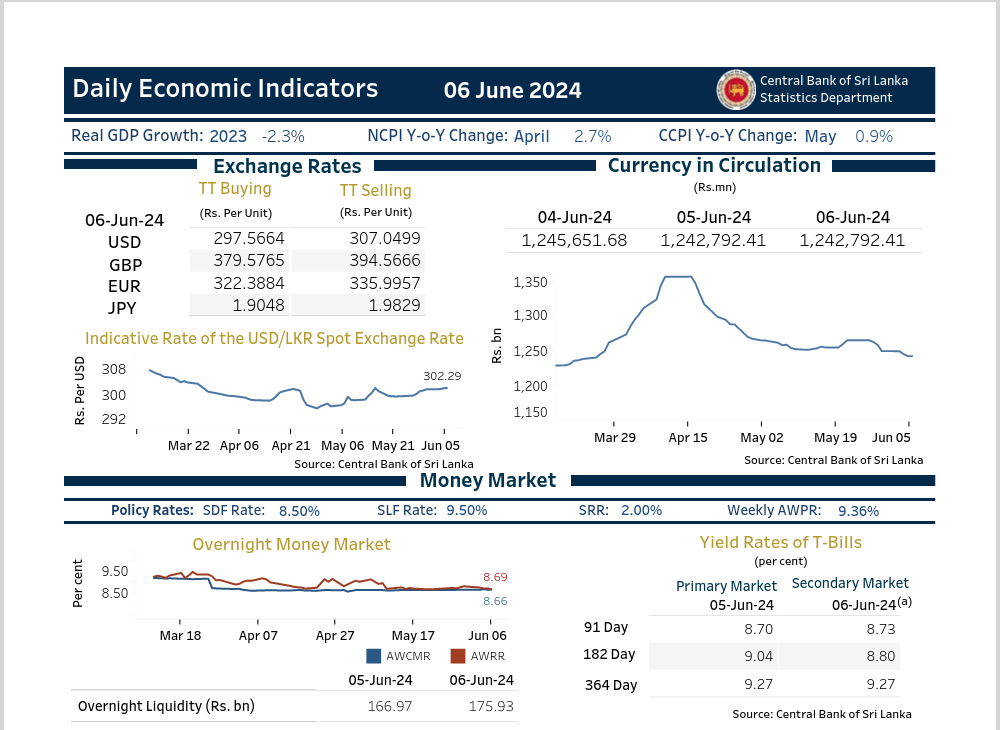 Daily Economic Indicators 06 June 2024 Central Bank of Sri Lanka
Statistics Department
Real GDP Growth: 2023 -2.3% NCPI Y-o-Y Change: April 2.7% CCPI Y-o-Y Change: May 0.9%
Exchange Rates
TT Buying TT Selling
(Rs. Per Unit) (Rs. Per Unit)
06-Jun-24
USD 297.5664 307.0499
GBP 379.5765 394.5666
EUR 322.3884 335.9957
JPY 1.9048 1.9829
Indicative Rate of the USD/LKR Spot Exchange Rate
Rs. Per USD
308
300
292
302.29
Mar 22 Apr 06 Apr 21 May 06 May 21 Jun 05
Source: Central Bank of Sri Lanka
Currency in Circulation
(Rs.mn)
04-Jun-24 05-Jun-24 06-Jun-24
1,245,651.68 1,242,792.41 1,242,792.41
Rs. bn
1,350
1,300
1,250
1,200
1,150
Mar 29 Apr 15 May 02 May 19 Jun 05
Source: Central Bank of Sri Lanka
Money Market
Policy Rates: SDF Rate: 8.50% SLF Rate: 9.50% SRR: 2.00% Weekly AWPR: 9.36%
Overnight Money Market
Per cent
9.50
8.50
8.69
8.66
Mar 18 Apr 07 Apr 27 May 17 Jun 06
AWCMR AWRR
05-Jun-24 06-Jun-24
Overnight Liquidity (Rs. bn) 166.97 175.93
Yield Rates of T-Bills
(per cent)
Primary Market Secondary Market
05-Jun-24 06-Jun-24(a)
91 Day 8.70 8.73
182 Day 9.04 8.80
364 Day 9.27 9.27
Source: Central Bank of Sri Lanka